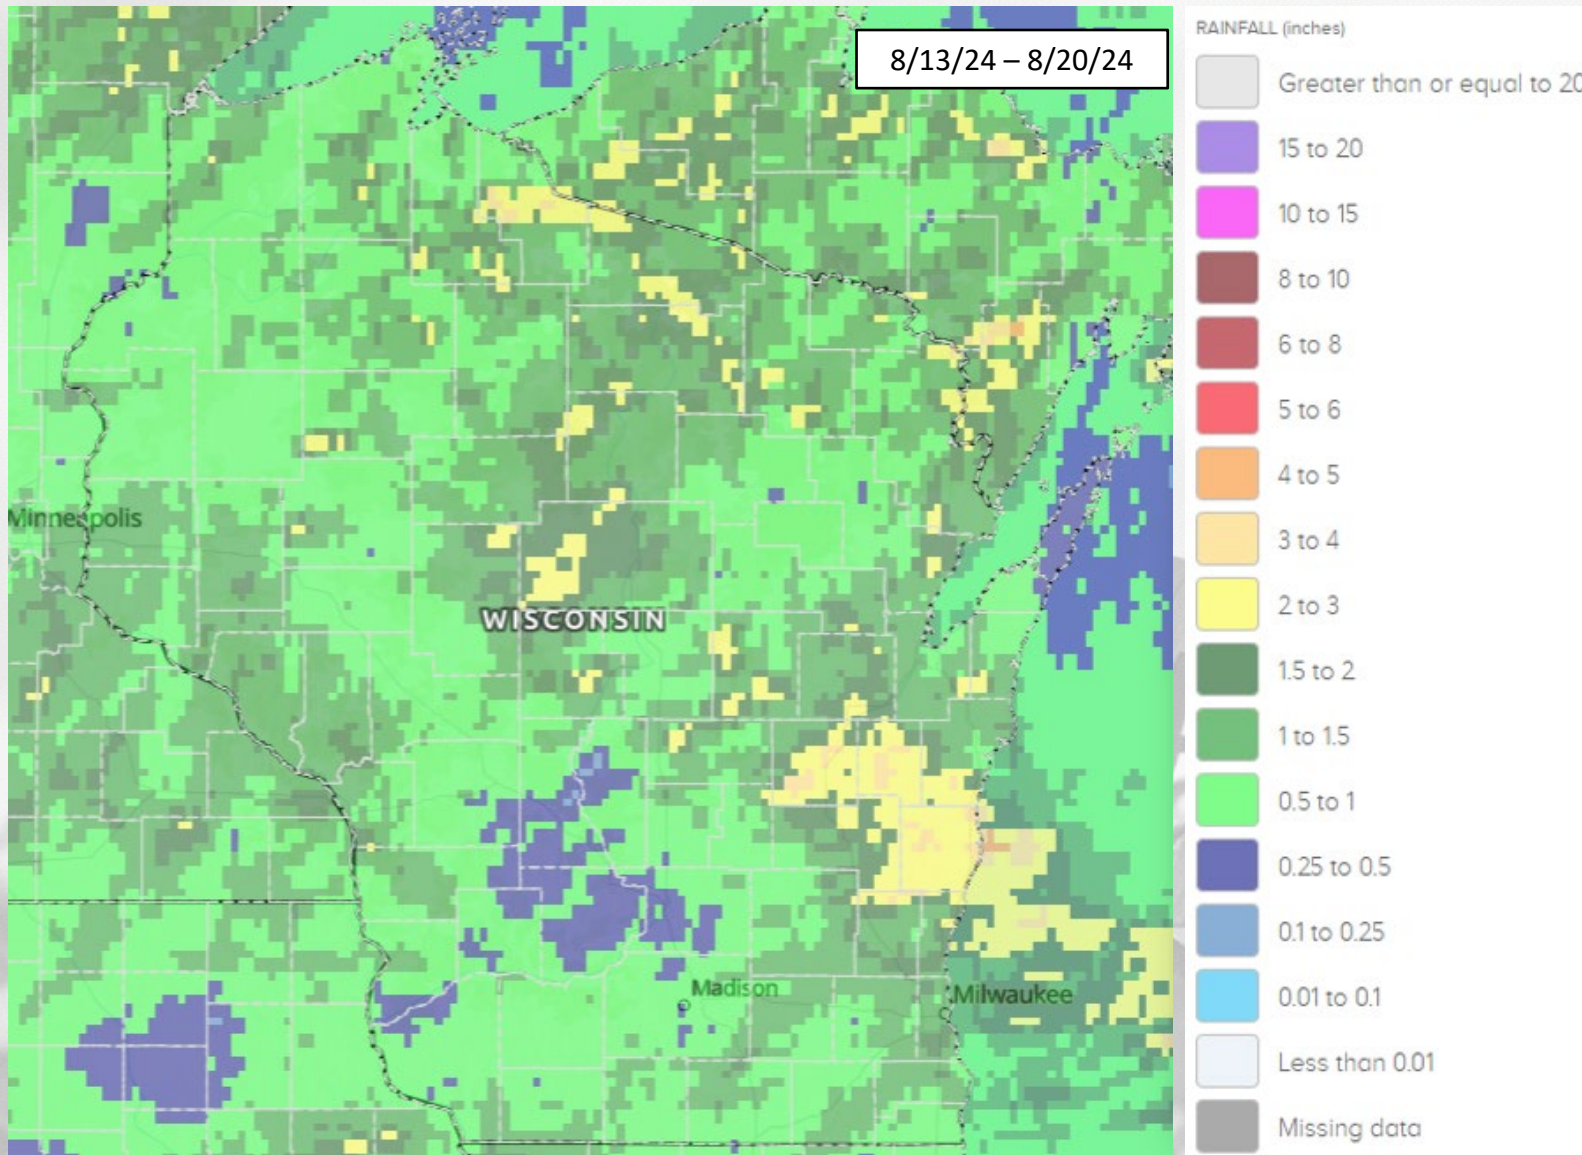 8/13/24 – 8/20/24
Minneapolis
WISCONSIN
Madison
Milwaukee
RAINFALL (inches)
Greater than or equal to 20
15 to 20
10 to 15
8 to 10
6 to 8
5 to 6
4 to 5
3 to 4
2 to 3
1.5 to 2
1 to 1.5
0.5 to 1
0.25 to 0.5
0.1 to 0.25
0.01 to 0.1
Less than 0.01
Missing data